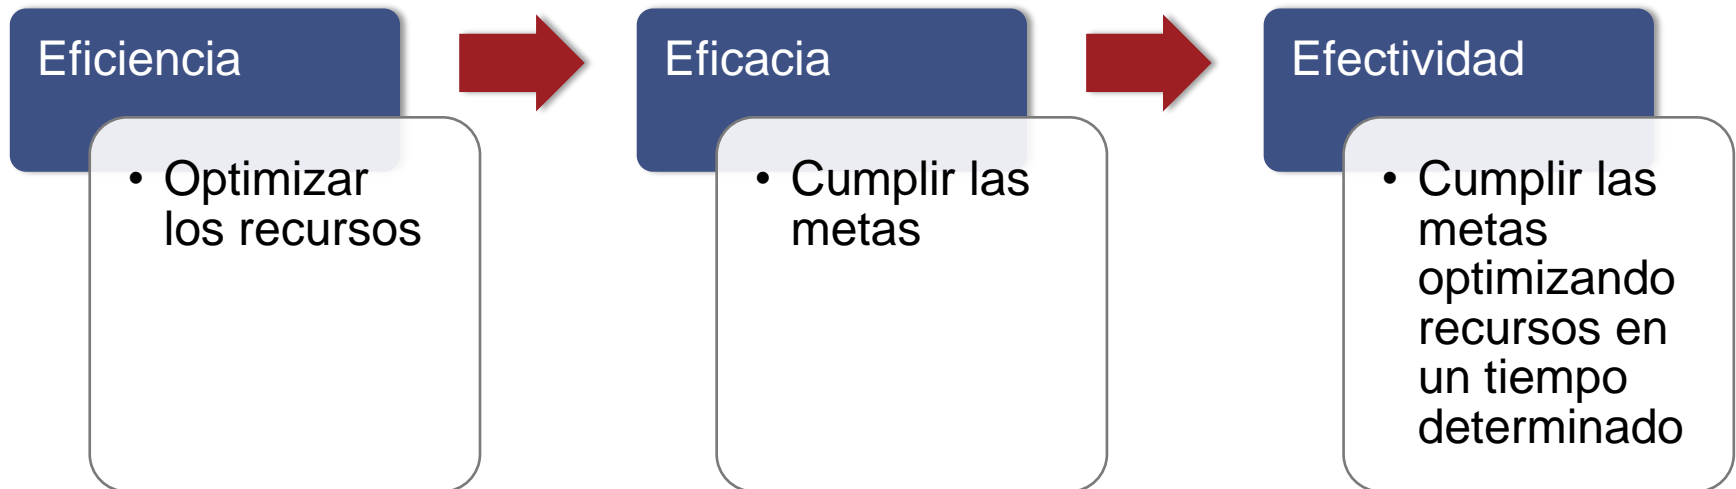 Eficiencia
• Optimizar
los recursos
Eficacia
• Cumplir las
metas
Efectividad
• Cumplir las
metas
optimizando
recursos en
un tiempo
determinado